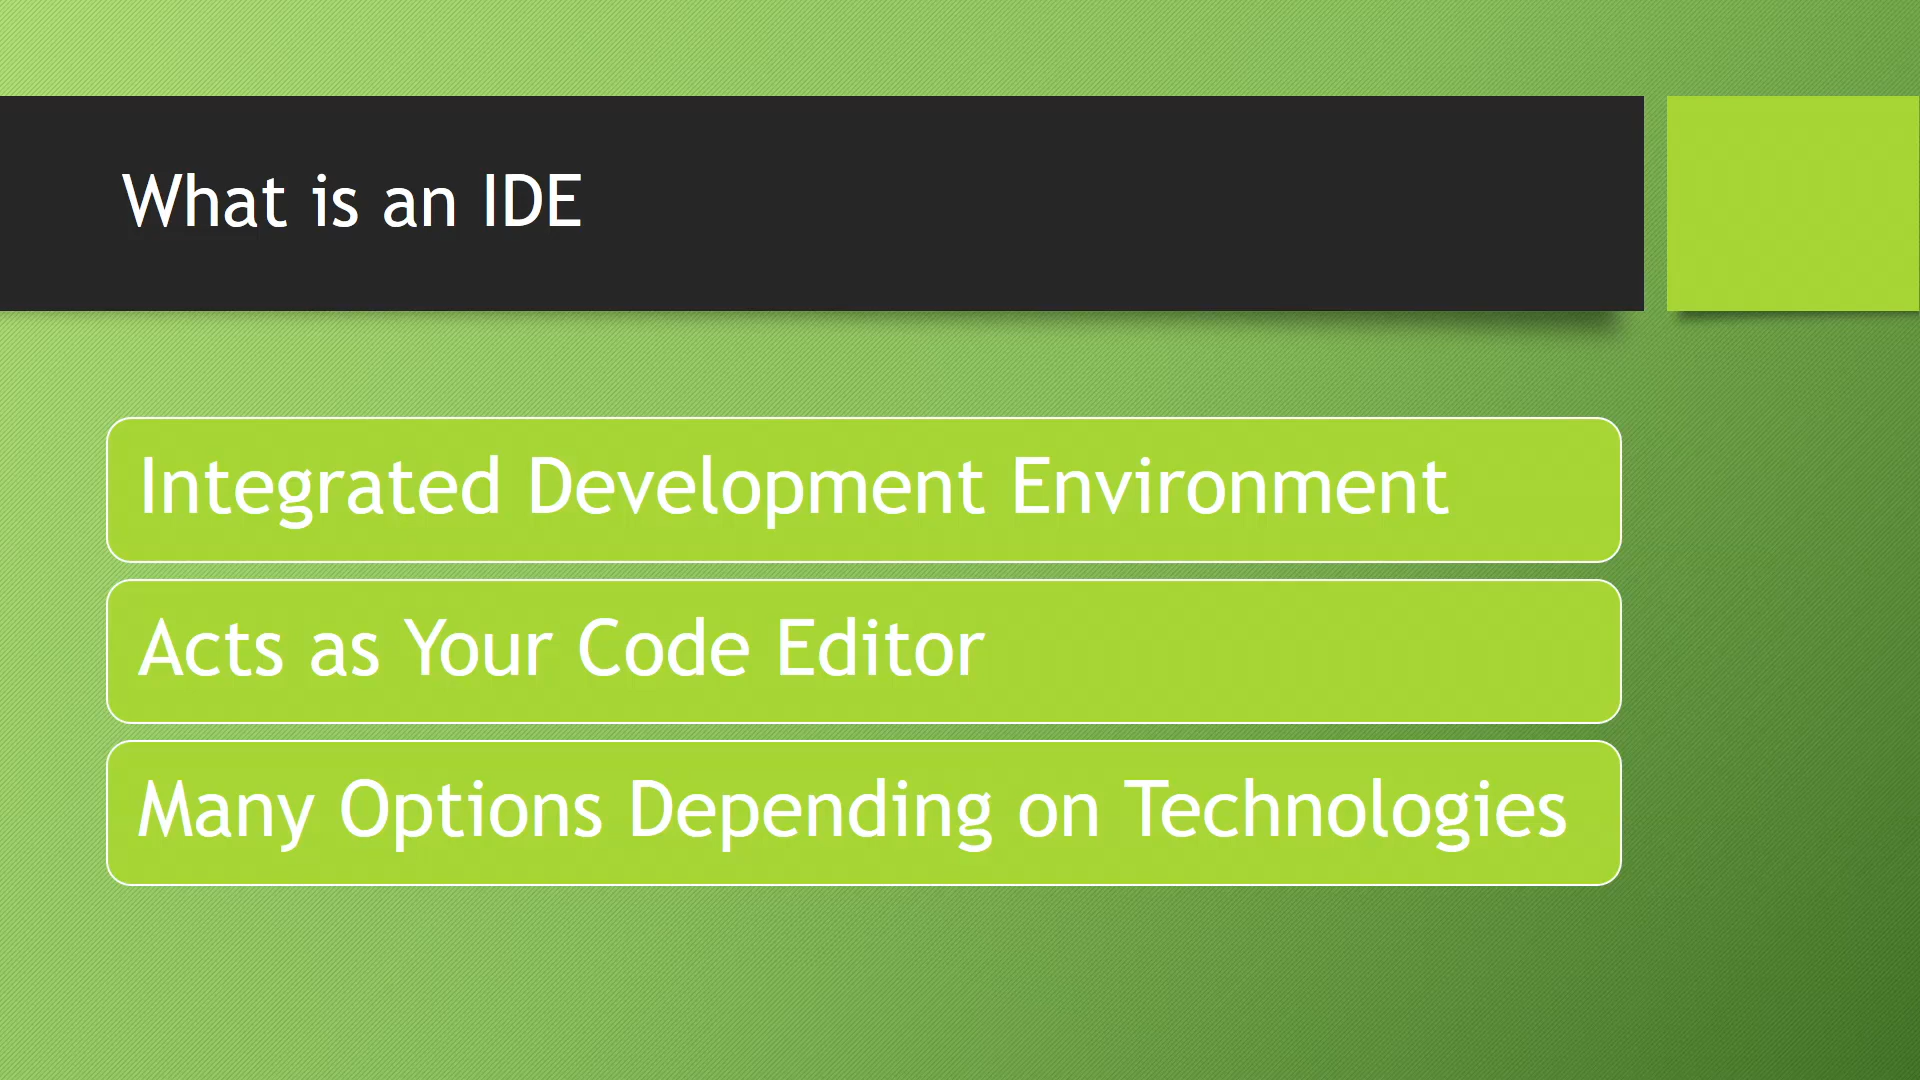 What is an IDE
Integrated Development Environment
Acts as Your Code Editor
Many Options Depending on Technologies